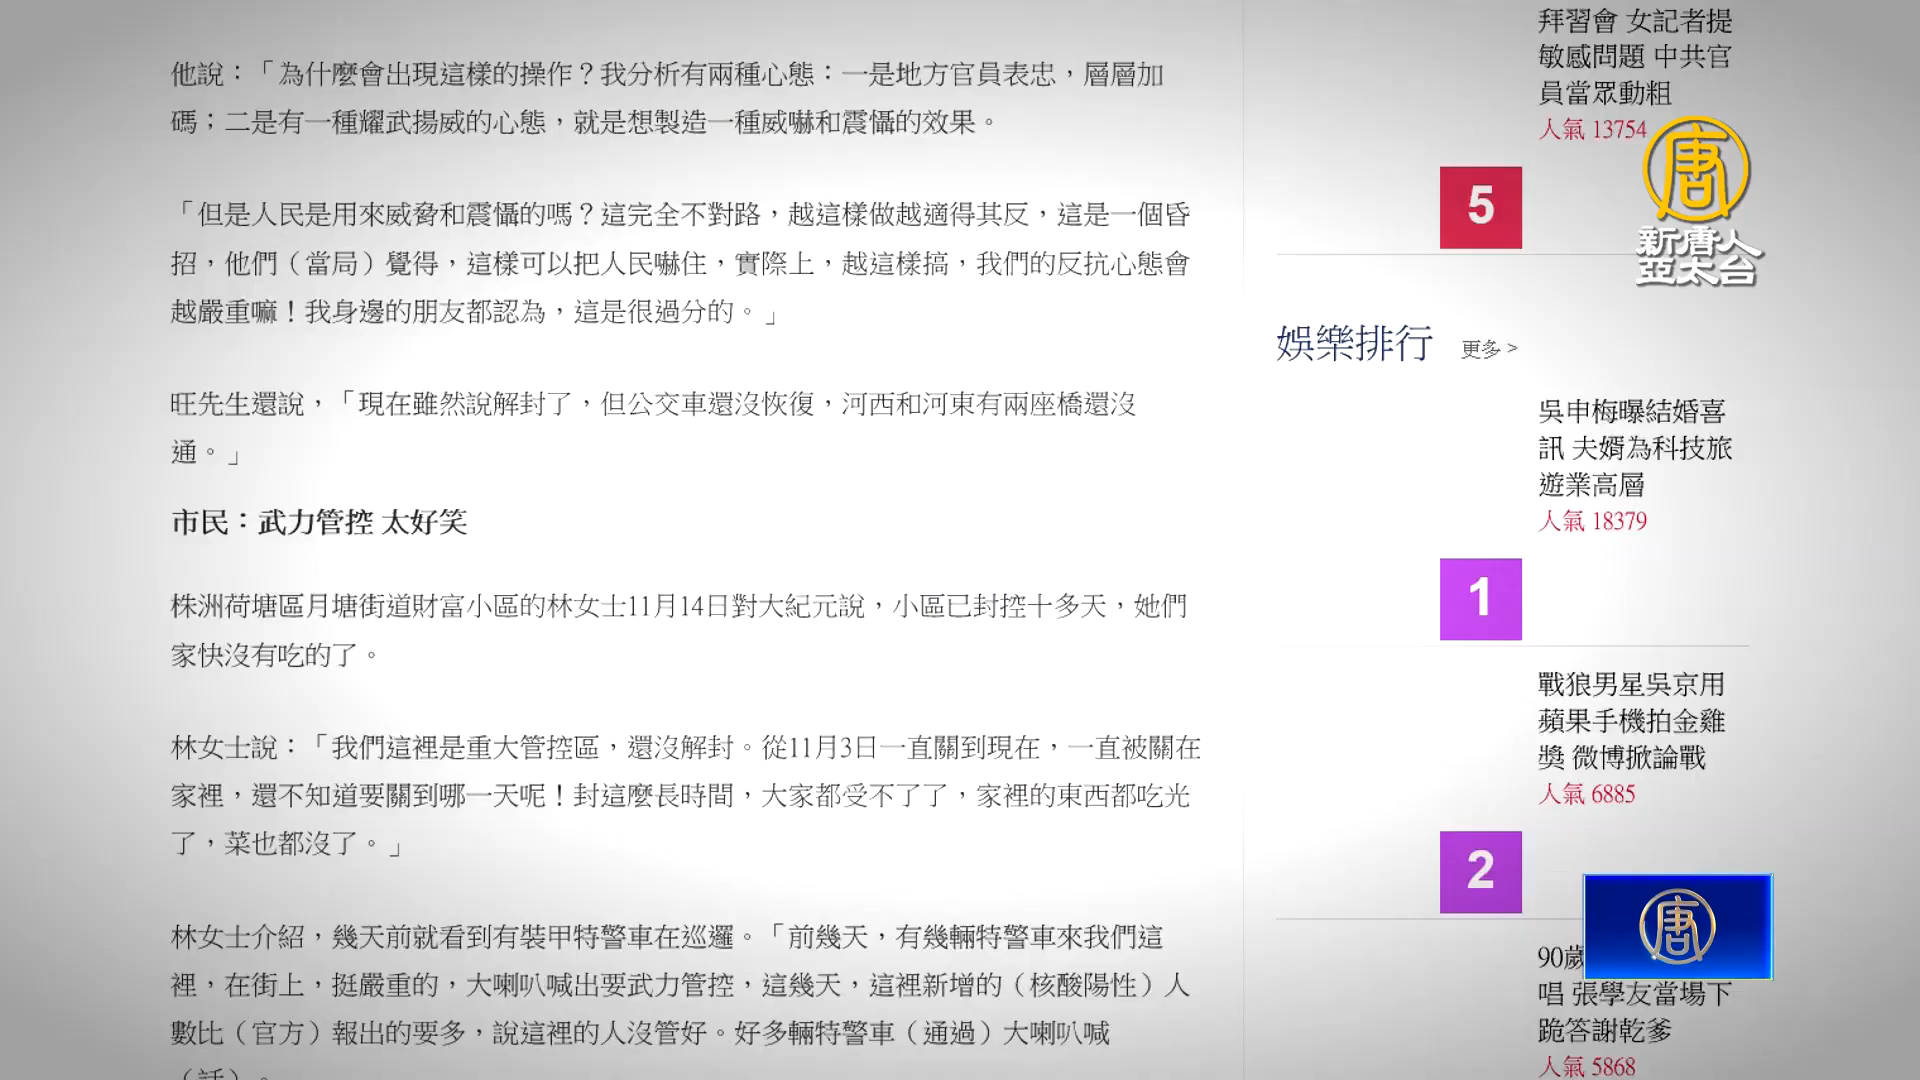 他說：「為什麼會出現這樣的操作？我分析有兩種心態：一是地方官員表忠，層層加
碼；二是有一種耀武揚威的心態，就是想製造一種威嚇和震懾的效果。
「但是人民是用來威脅和震懾的嗎？這完全不對路，越這樣做越適得其反，這是一個昏
招，他們（當局）覺得，這樣可以把人民嚇住，實際上，越這樣搞，我們的反抗心態會
越嚴重嘛！我身邊的朋友都認為，這是很過分的。」
旺先生還說，「現在雖然說解封了，但公交車還沒恢復，河西和河東有兩座橋還沒
通。」
市民：武力管控 太好笑
株洲荷塘區月塘街道財富小區的林女士11月14日對大紀元說，小區已封控十多天，她們
家快沒有吃的了。
林女士說：「我們這裡是重大管控區，還沒解封。從11月3日一直關到現在，一直被關在
家裡，還不知道要關到哪一天呢！封這麼長時間，大家都受不了了，家裡的東西都吃光
了，菜也都沒了。」
林女士介紹，幾天前就看到有裝甲特警車在巡邏。「前幾天，有幾輛特警車來我們這
裡，在街上，挺嚴重的，大喇叭喊出要武力管控，這幾天，這裡新增的（核酸陽性）人
數比（官方）報出的要多，說這裡的人沒管好。好多輛特警車（通過）大喇叭喊
拜習會 女記者提
敏感問題 中共官
員當眾動粗
人氣 13754
5
唐
新唐人
亞太台
娛樂排行 更多 >
吳申梅曝結婚喜
訊 夫婿為科技旅
遊業高層
人氣 18379
1
戰狼男星吳京用
蘋果手機拍金雞
獎 微博掀論戰
人氣 6885
2
唐
90歲
唱 張學友當場下
跪答謝乾爹
人氣 5868